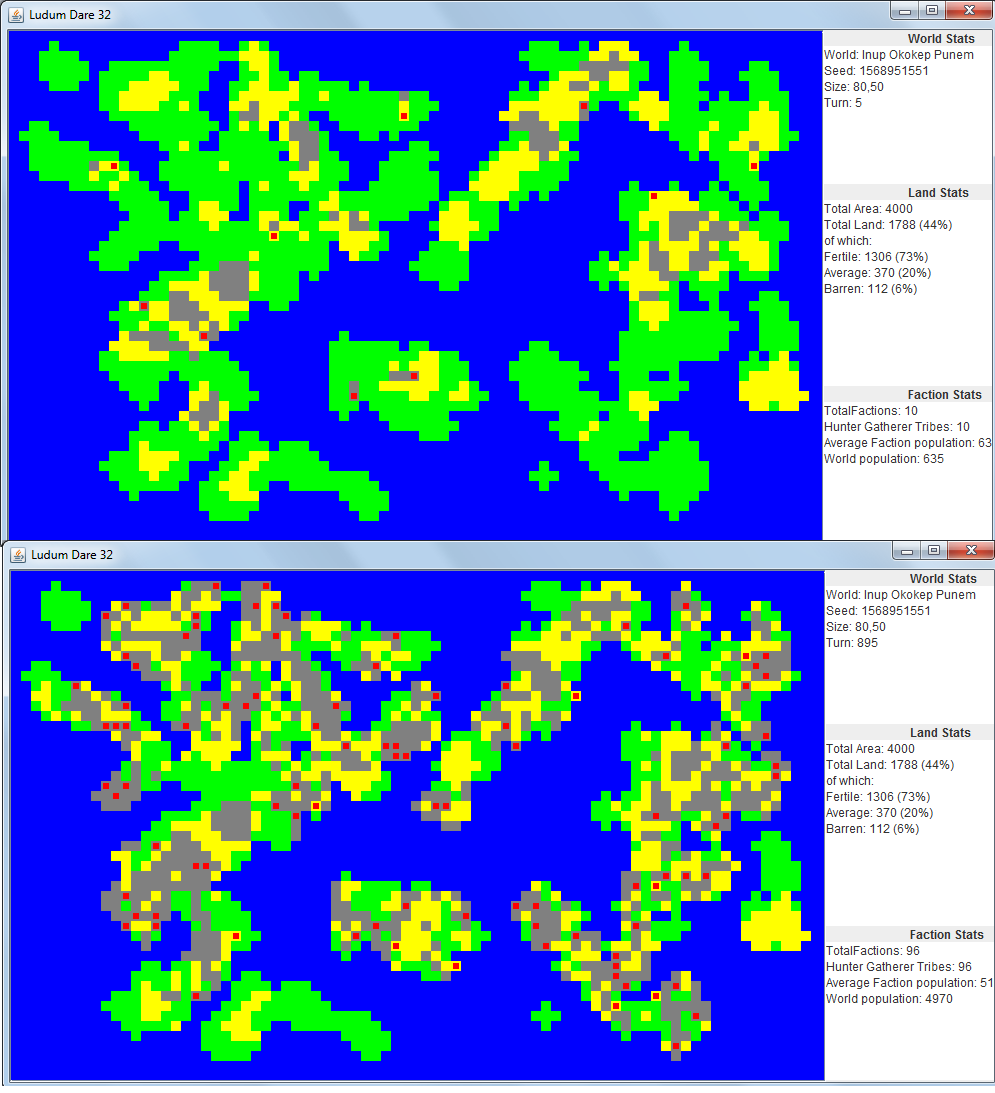 Ludum Dare 32
World Stats
World: Inup Okokep Punem
Seed: 1568951551
Size: 80,50
Turn: 5
Land Stats
Total Area: 4000
Total Land: 1788 (44%)
of which:
Fertile: 1306 (73%)
Average: 370 (20%)
Barren: 112 (6%)
Faction Stats
TotalFactions: 10
Hunter Gatherer Tribes: 10
Average Faction population: 63
World population: 635
Ludum Dare 32
World Stats
World: Inup Okokep Punem
Seed: 1568951551
Size: 80,50
Turn: 895
Land Stats
Total Area: 4000
Total Land: 1788 (44%)
of which:
Fertile: 1306 (73%)
Average: 370 (20%)
Barren: 112 (6%)
Faction Stats
TotalFactions: 96
Hunter Gatherer Tribes: 96
Average Faction population: 51
World population: 4970